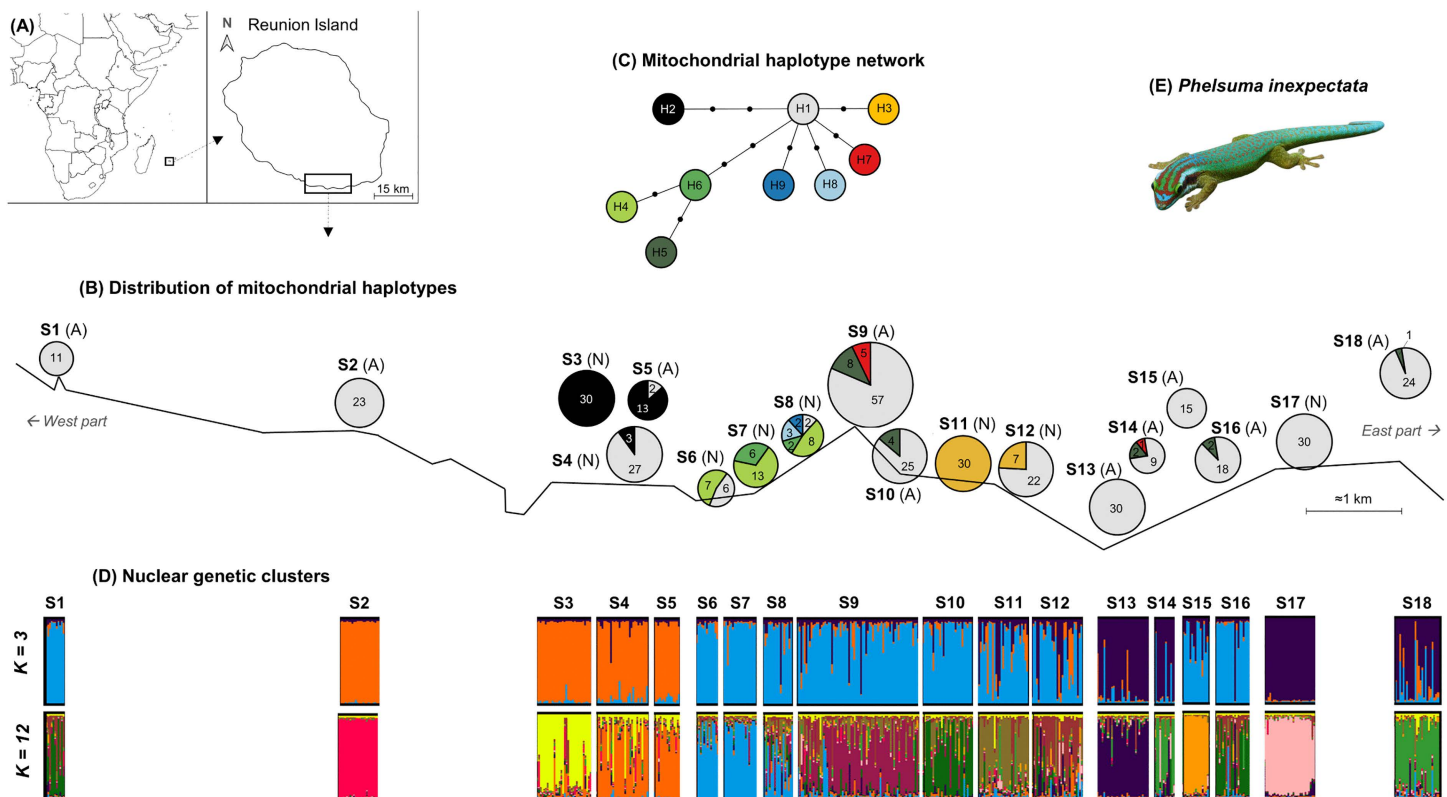 (A)
N
Reunion Island
15 km
(C) Mitochondrial haplotype network
H2
H1
H3
H7
H6
H9
H8
H4
H5
(E) Phelsuma inexpectata
(B) Distribution of mitochondrial haplotypes
S1 (A)
11
S2 (A)
23
S3 (N)
30
S5 (A)
2
13
S4 (N)
3
27
S6 (N)
7
6
S7 (N)
6
13
S8 (N)
2
2
3
2
8
S9 (A)
5
8
57
S10 (A)
4
25
S11 (N)
30
S12 (N)
7
22
S13 (A)
30
S14 (A)
2
1
9
S15 (A)
15
S16 (A)
2
18
S17 (N)
30
S18 (A)
1
24
← West part
East part →
≈1 km
(D) Nuclear genetic clusters
S1 S2 S3 S4 S5 S6 S7 S8 S9 S10 S11 S12 S13 S14 S15 S16 S17 S18
K = 3
K = 12